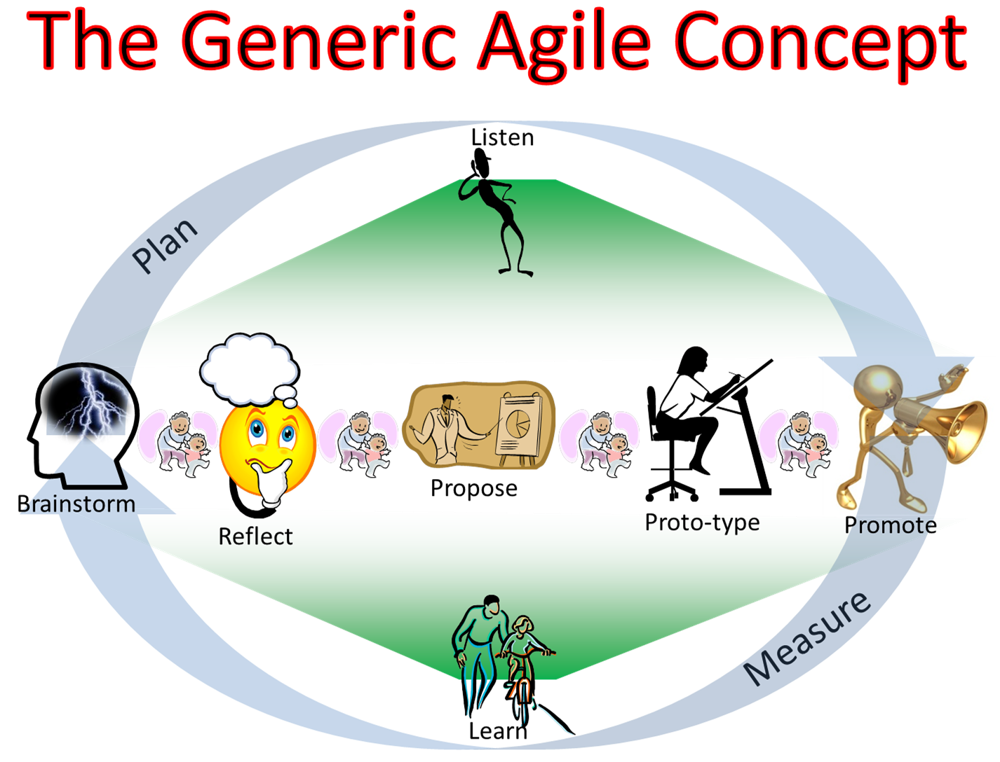 The Generic Agile Concept
Listen
Plan
Brainstorm
Reflect
Propose
Proto-type
Promote
Measure
Learn